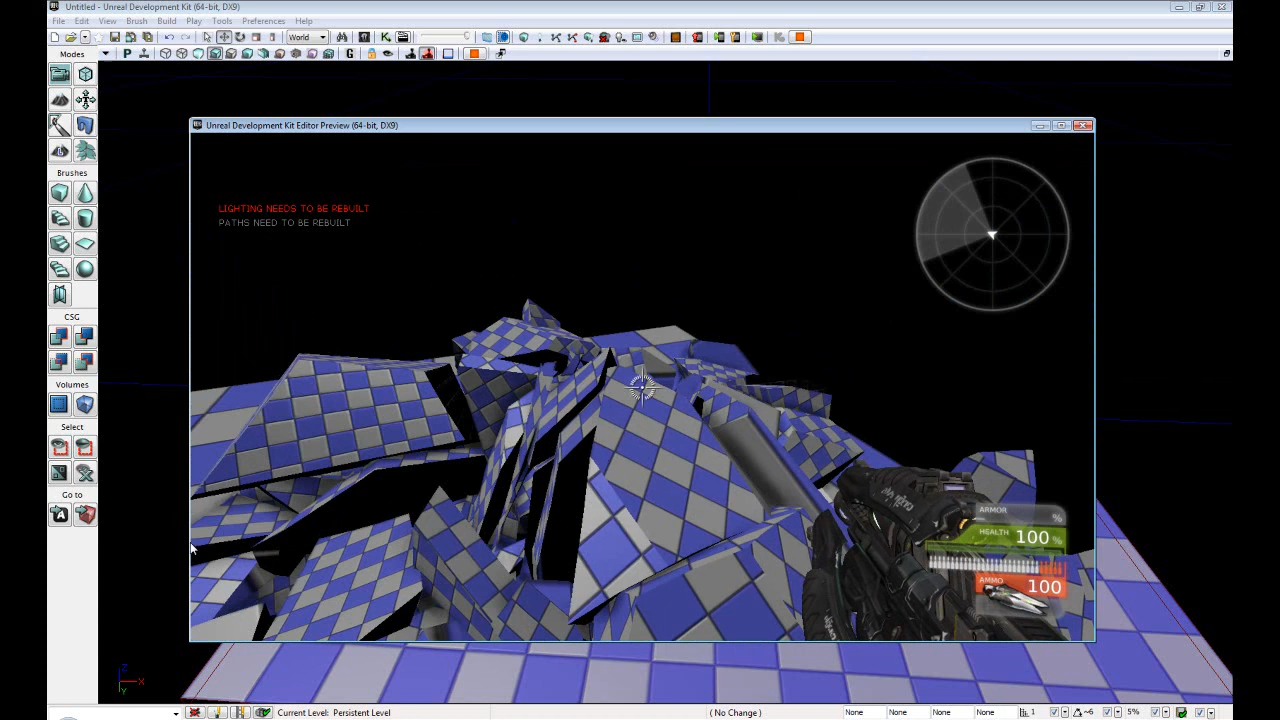 Untitled - Unreal Development Kit (64-bit, DX9)
File Edit View Brush Build Play Tools Preferences Help
World
Modes
Brushes
CSG
Volumes
Select
Go to
Unreal Development Kit Editor Preview (64-bit, DX9)
LIGHTING NEEDS TO BE REBUILT
PATHS NEED TO BE REBUILT
ARMOR %
HEALTH 100 %
AMMO 100
Z
X
Y
Current Level: Persistent Level
( No Change )
None None None None
1
~6
5%